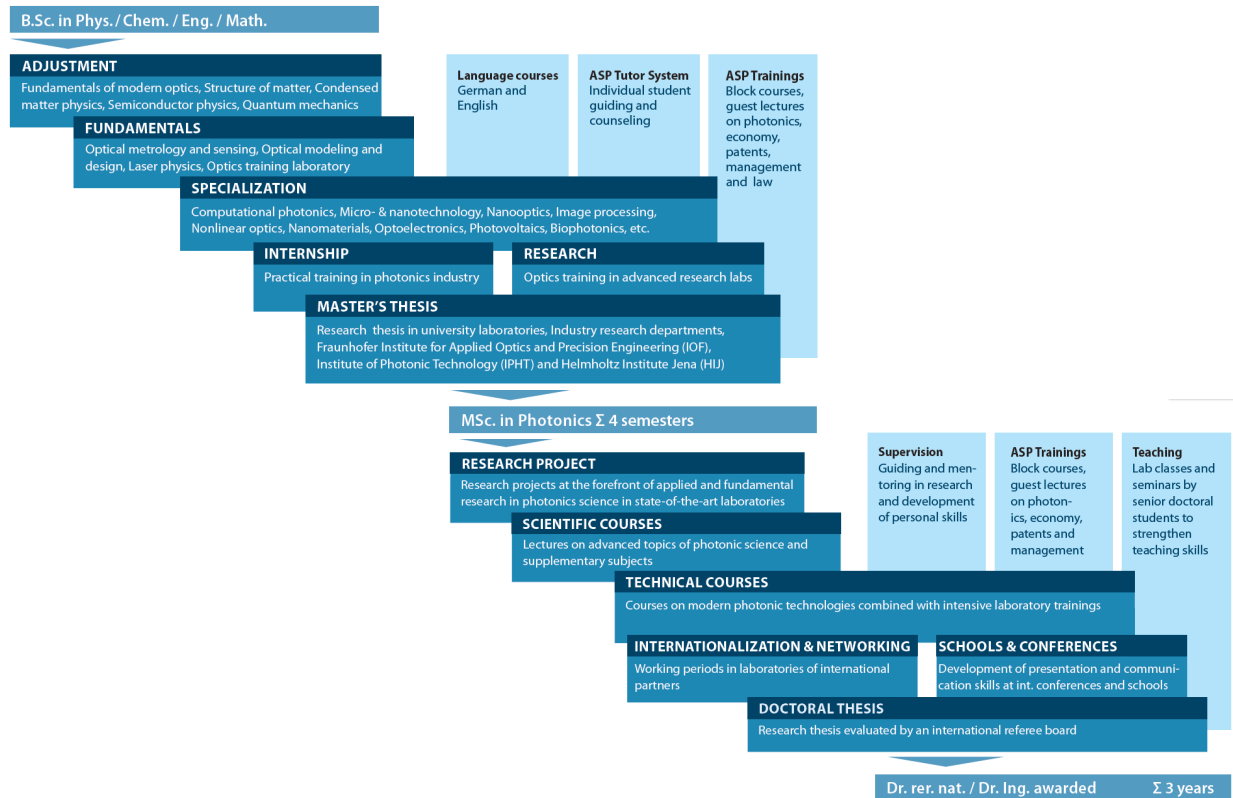 B.Sc. in Phys. / Chem. / Eng. / Math.
ADJUSTMENT
Fundamentals of modern optics, Structure of matter, Condensed
matter physics, Semiconductor physics, Quantum mechanics
Language courses
German and
English
ASP Tutor System
Individual student
guiding and
counseling
ASP Trainings
Block courses,
guest lectures
on photonics,
economy,
patents,
management
and law
FUNDAMENTALS
Optical metrology and sensing, Optical modeling and
design, Laser physics, Optics training laboratory
SPECIALIZATION
Computational photonics, Micro- & nanotechnology, Nanooptics, Image processing,
Nonlinear optics, Nanomaterials, Optoelectronics, Photovoltaics, Biophotonics, etc.
INTERNSHIP
Practical training in photonics industry
RESEARCH
Optics training in advanced research labs
MASTER'S THESIS
Research thesis in university laboratories, Industry research departments,
Fraunhofer Institute for Applied Optics and Precision Engineering (IOF),
Institute of Photonic Technology (IPHT) and Helmholtz Institute Jena (HIJ)
MSc. in Photonics Σ 4 semesters
RESEARCH PROJECT
Research projects at the forefront of applied and fundamental
research in photonics science in state-of-the-art laboratories
Supervision
Guiding and men-
toring in research
and development
of personal skills
ASP Trainings
Block courses,
guest lectures
on photon-
ics, economy,
patents and
management
Teaching
Lab classes and
seminars by
senior doctoral
students to
strengthen
teaching skills
SCIENTIFIC COURSES
Lectures on advanced topics of photonic science and
supplementary subjects
TECHNICAL COURSES
Courses on modern photonic technologies combined with intensive laboratory trainings
INTERNATIONALIZATION & NETWORKING
Working periods in laboratories of international
partners
SCHOOLS & CONFERENCES
Development of presentation and communi-
cation skills at int. conferences and schools
DOCTORAL THESIS
Research thesis evaluated by an international referee board
Dr. rer. nat. / Dr. Ing. awarded Σ 3 years